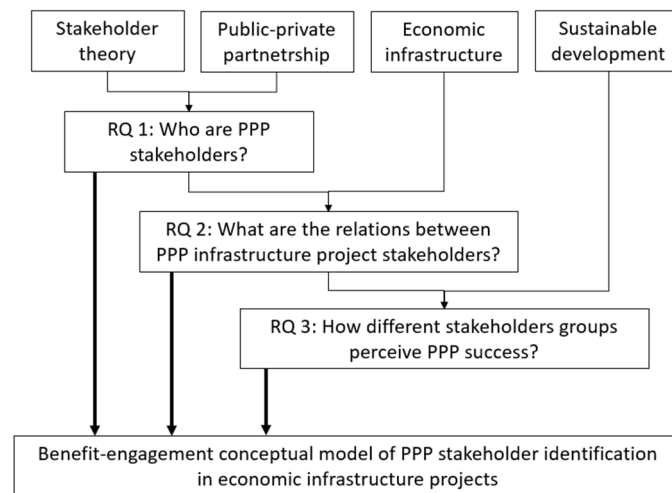 Stakeholder
theory
Public-private
partnetrship
Economic
infrastructure
Sustainable
development
RQ 1: Who are PPP
stakeholders?
RQ 2: What are the relations between
PPP infrastructure project stakeholders?
RQ 3: How different stakeholders groups
perceive PPP success?
Benefit-engagement conceptual model of PPP stakeholder identification
in economic infrastructure projects